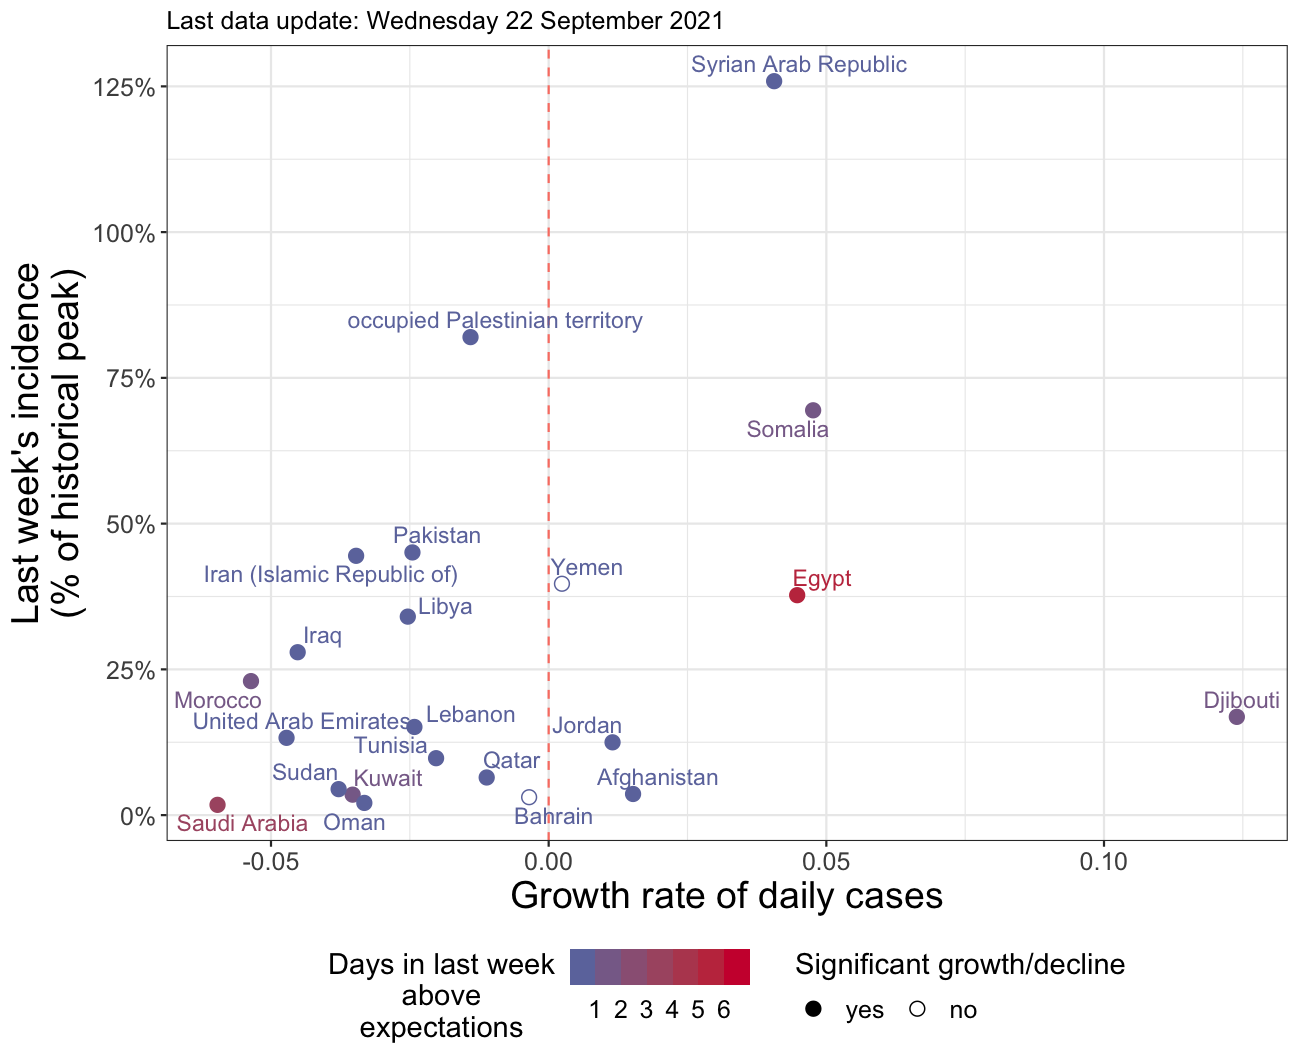 Last data update: Wednesday 22 September 2021
Syrian Arab Republic
125%
100%
occupied Palestinian territory
75%
Somalia
50%
Pakistan
Iran (Islamic Republic of)
Yemen
Egypt
Libya
Iraq
25%
Morocco
Djibouti
United Arab Emirates
Lebanon
Jordan
Tunisia
Qatar
Sudan
Kuwait
Afghanistan
0%
Saudi Arabia
Oman
Bahrain
Last week's incidence
(% of historical peak)
-0.05 0.00 0.05 0.10
Growth rate of daily cases
Days in last week
above
expectations
1 2 3 4 5 6
Significant growth/decline
yes no